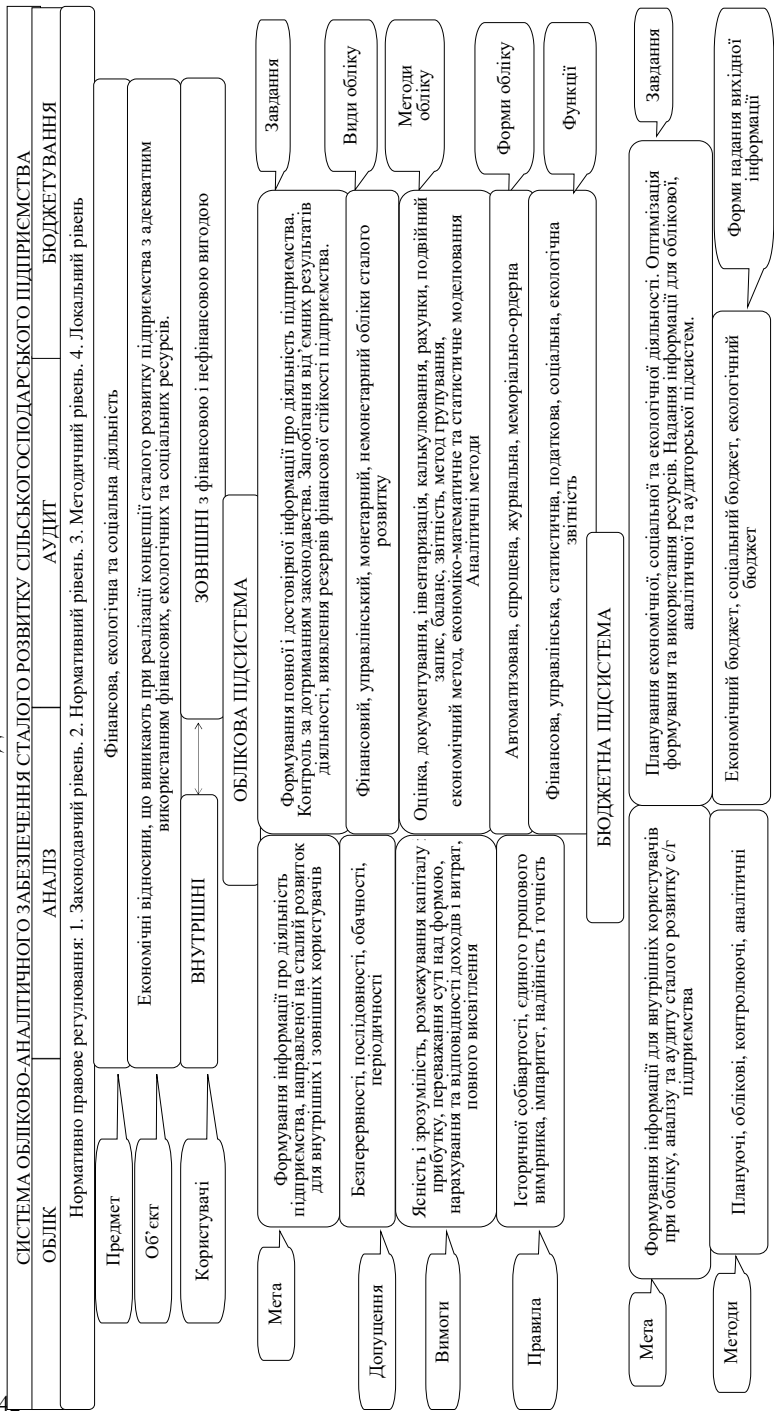 СИСТЕМА ОБЛІКОВО-АНАЛІТИЧНОГО ЗАБЕЗПЕЧЕННЯ СТАЛОГО РОЗВИТКУ СІЛЬСЬКОГОСПОДАРСЬКОГО ПІДПРИЄМСТВА
ОБЛІК
АНАЛІЗ
АУДИТ
БЮДЖЕТУВАННЯ
Нормативно правове регулювання: 1. Законодавчий рівень. 2. Нормативний рівень. 3. Методичний рівень. 4. Локальний рівень
Предмет
Фінансова, екологічна та соціальна діяльність
Об’єкт
Економічні відносини, що виникають при реалізації концепції сталого розвитку підприємства з адекватним
використанням фінансових, екологічних та соціальних ресурсів.
Користувачі
ВНУТРІШНІ
ЗОВНІШНІ з фінансовою і нефінансовою вигодою
ОБЛІКОВА ПІДСИСТЕМА
Мета
Формування інформації про діяльність
підприємства, направленої на сталий розвиток
для внутрішніх і зовнішніх користувачів
Формування повної і достовірної інформації про діяльність підприємства.
Контроль за дотриманням законодавства. Запобігання від’ємних результатів
діяльності, виявлення резервів фінансової стійкості підприємства.
Завдання
Допущення
Безперервності, послідовності, обачності,
періодичності
Фінансовий, управлінський, монетарний, немонетарний обліки сталого
розвитку
Види обліку
Вимоги
Ясність і зрозумілість, розмежування капіталу і
прибутку, переважання суті над формою,
нарахування та відповідності доходів і витрат,
повного висвітлення
Оцінка, документування, інвентаризація, калькулювання, рахунки, подвійний
запис, баланс, звітність, метод групування,
економічний метод, економіко-математичне та статистичне моделювання
Аналітичні методи
Методи
обліку
Правила
Історичної собівартості, єдиного грошового
вимірника, імпаритет, надійність і точність
Автоматизована, спрощена, журнальна, меморіально-ордерна
Форми обліку
Фінансова, управлінська, статистична, податкова, соціальна, екологічна
звітність
Функції
БЮДЖЕТНА ПІДСИСТЕМА
Мета
Формування інформації для внутрішніх користувачів
при обліку, аналізу та аудиту сталого розвитку с/г
підприємства
Планування економічної, соціальної та екологічної діяльності. Оптимізація
формування та використання ресурсів. Надання інформації для облікової,
аналітичної та аудиторської підсистем.
Завдання
Методи
Плануючі, облікові, контролюючі, аналітичні
Економічний бюджет, соціальний бюджет, екологічний
бюджет
Форми надання вихідної
інформації